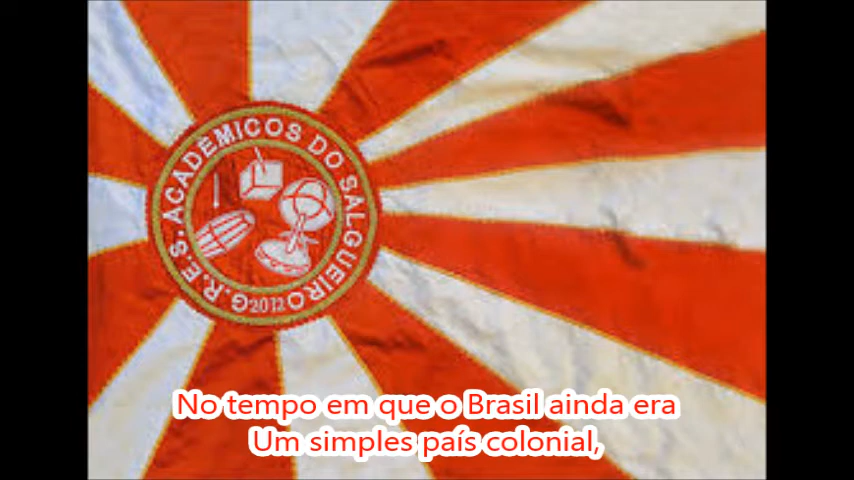 G.R.E.S. ACADÊMICOS DO SALGUEIRO
2012
No tempo em que o Brasil ainda era
Um simples país colonial,